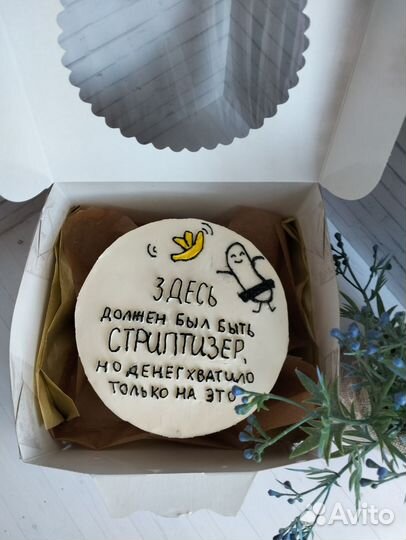 ЗДЕСЬ
ДОЛЖЕН БЫЛ БЫТЬ
СТРИПТИЗЕР,
НО ДЕНЕГ ХВАТИЛО
ТОЛЬКО НА ЭТО
Avito